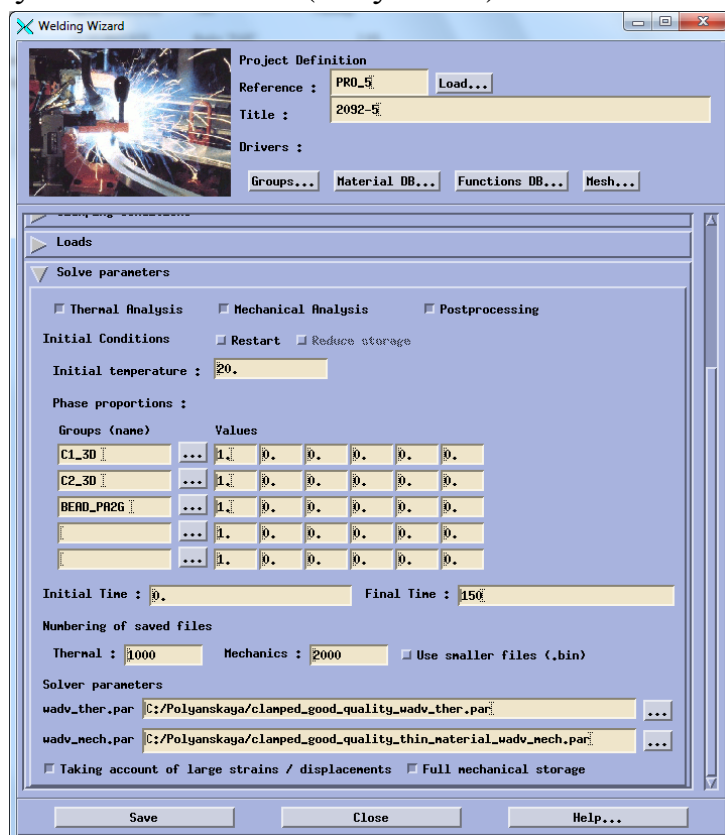 Welding Wizard
Project Definition
Reference : PRO_5 Load...
Title : 2092-5
Drivers :
Groups... Material DB... Functions DB... Mesh...
Loads
Solve parameters
Thermal Analysis Mechanical Analysis Postprocessing
Initial Conditions Restart Reduce storage
Initial temperature : 20.
Phase proportions :
Groups (name) Values
C1_3D ... 1. 0. 0. 0. 0. 0.
C2_3D ... 1. 0. 0. 0. 0. 0.
BEAD_PA2G ... 1. 0. 0. 0. 0. 0.
... 1. 0. 0. 0. 0. 0.
... 1. 0. 0. 0. 0. 0.
Initial Time : 0. Final Time : 150
Numbering of saved files
Thermal : 1000 Mechanics : 2000 Use smaller files (.bin)
Solver parameters
wadv_ther.par C:/Polyanskaya/clamped_good_quality_wadv_ther.par ...
wadv_mech.par C:/Polyanskaya/clamped_good_quality_thin_material_wadv_mech.par ...
Taking account of large strains / displacements Full mechanical storage
Save Close Help...